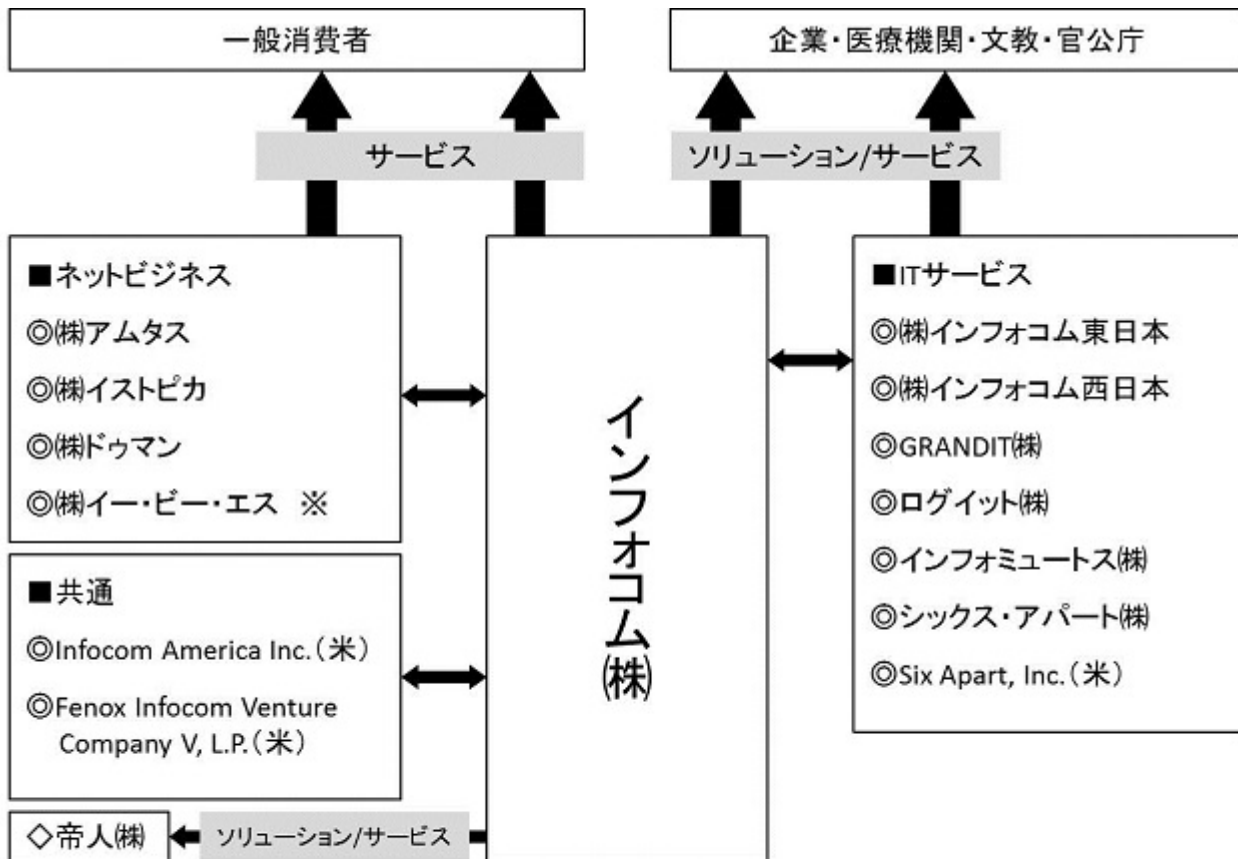 一般消費者
企業・医療機関・文教・官公庁
サービス
ソリューション/サービス
■ネットビジネス
◎㈱アムタス
◎㈱イストピカ
◎㈱ドゥマン
◎㈱イー・ビー・エス ※
■共通
◎Infocom America Inc.（米）
◎Fenox Infocom Venture
Company V, L.P.（米）
◇帝人㈱
ソリューション/サービス
インフォコム㈱
■ITサービス
◎㈱インフォコム東日本
◎㈱インフォコム西日本
◎GRANDIT㈱
◎ログイット㈱
◎インフォミュートス㈱
◎シックス・アパート㈱
◎Six Apart, Inc.（米）